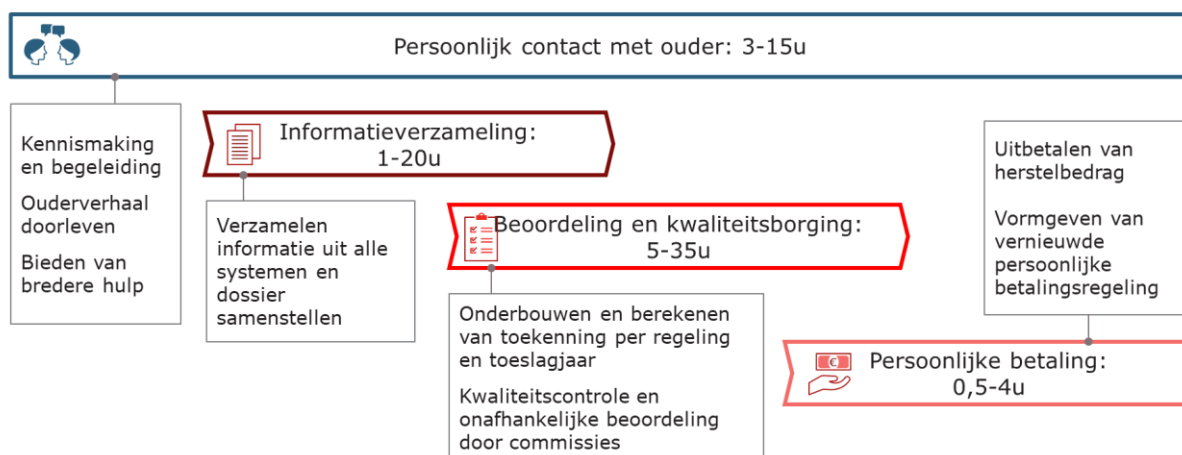 Persoonlijk contact met ouder: 3-15u
Kennismaking
en begeleiding
Ouderverhaal
doorleven
Bieden van
bredere hulp
Informatieverzameling:
1-20u
Verzamelen
informatie uit alle
systemen en
dossier
samenstellen
Beoordeling en kwaliteitsborging:
5-35u
Onderbouwen en berekenen
van toekenning per regeling
en toeslagjaar
Kwaliteitscontrole en
onafhankelijke beoordeling
door commissies
Uitbetalen van
herstelbedrag
Vormgeven van
vernieuwde
persoonlijke
betalingsregeling
Persoonlijke betaling:
0,5-4u